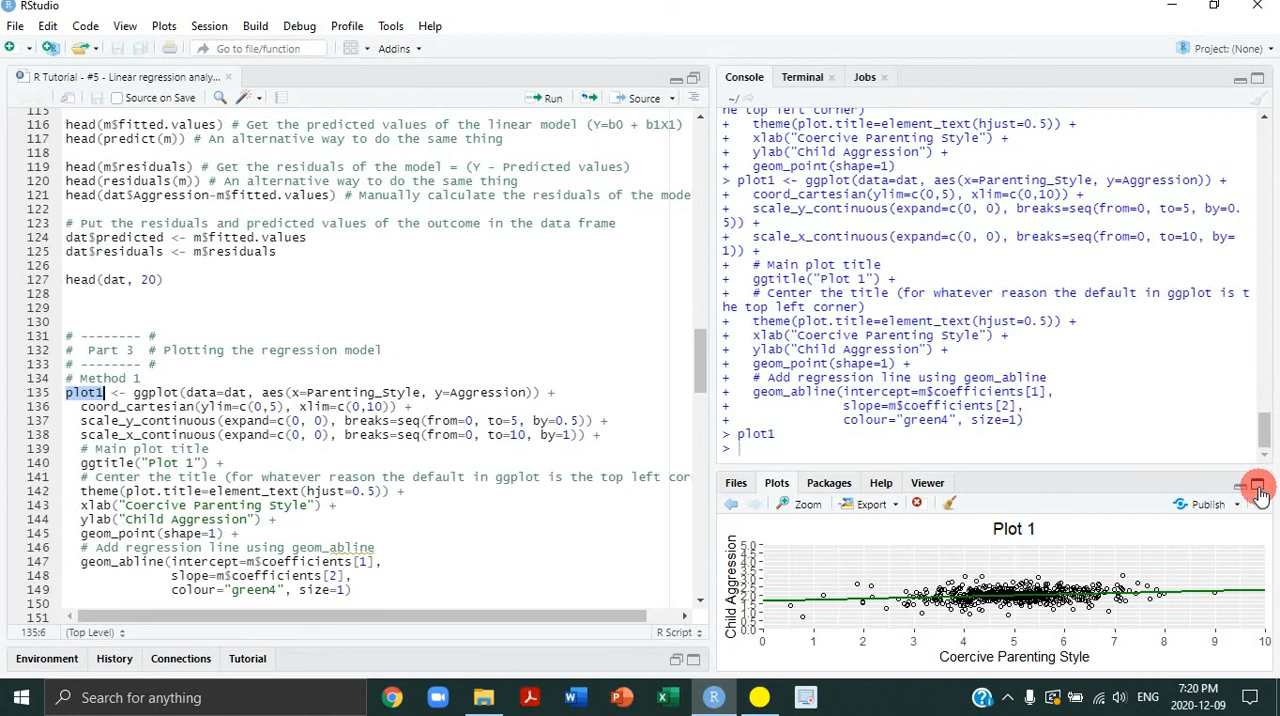 RStudio
File Edit Code View Plots Session Build Debug Profile Tools Help
Go to file/function Addins Project: (None)
R Tutorial - #5 - Linear regression analy...
Source on Save Run Source
115
116 head(m$fitted.values) # Get the predicted values of the linear model (Y=b0 + b1X1)
117 head(predict(m)) # An alternative way to do the same thing
118
119 head(m$residuals) # Get the residuals of the model = (Y - Predicted values)
120 head(residuals(m)) # An alternative way to do the same thing
121 head(dat$Aggression-m$fitted.values) # Manually calculate the residuals of the mode
122
123 # Put the residuals and predicted values of the outcome in the data frame
124 dat$predicted <- m$fitted.values
125 dat$residuals <- m$residuals
126
127 head(dat, 20)
128
129
130
131 # -------- #
132 #  Part 3  # Plotting the regression model
133 # -------- #
134 # Method 1
135 plot1 <- ggplot(data=dat, aes(x=Parenting_Style, y=Aggression)) +
136 coord_cartesian(ylim=c(0,5), xlim=c(0,10)) +
137 scale_y_continuous(expand=c(0, 0), breaks=seq(from=0, to=5, by=0.5)) +
138 scale_x_continuous(expand=c(0, 0), breaks=seq(from=0, to=10, by=1)) +
139 # Main plot title
140 ggtitle("Plot 1") +
141 # Center the title (for whatever reason the default in ggplot is the top left cor
142 theme(plot.title=element_text(hjust=0.5)) +
143 xlab("Coercive Parenting Style") +
144 ylab("Child Aggression") +
145 geom_point(shape=1) +
146 # Add regression line using geom_abline
147 geom_abline(intercept=m$coefficients[1],
148 slope=m$coefficients[2],
149 colour="green4", size=1)
150
151
135:6 (Top Level) R Script
Environment History Connections Tutorial
Console Terminal Jobs
~/
he top left corner)
+ theme(plot.title=element_text(hjust=0.5)) +
+ xlab("Coercive Parenting Style") +
+ ylab("Child Aggression") +
+ geom_point(shape=1)
> plot1 <- ggplot(data=dat, aes(x=Parenting_Style, y=Aggression)) +
+ coord_cartesian(ylim=c(0,5), xlim=c(0,10)) +
+ scale_y_continuous(expand=c(0, 0), breaks=seq(from=0, to=5, by=0.
5)) +
+ scale_x_continuous(expand=c(0, 0), breaks=seq(from=0, to=10, by=
1)) +
+ # Main plot title
+ ggtitle("Plot 1") +
+ # Center the title (for whatever reason the default in ggplot is t
he top left corner)
+ theme(plot.title=element_text(hjust=0.5)) +
+ xlab("Coercive Parenting Style") +
+ ylab("Child Aggression") +
+ geom_point(shape=1) +
+ # Add regression line using geom_abline
+ geom_abline(intercept=m$coefficients[1],
+ slope=m$coefficients[2],
+ colour="green4", size=1)
> plot1
>
Files Plots Packages Help Viewer
Zoom Export Publish
Plot 1
Child Aggression
5.0
4.5
4.0
3.5
3.0
2.5
2.0
1.5
1.0
0.5
0.0
0 1 2 3 4 5 6 7 8 9 10
Coercive Parenting Style
Search for anything
ENG
7:20 PM
2020-12-09